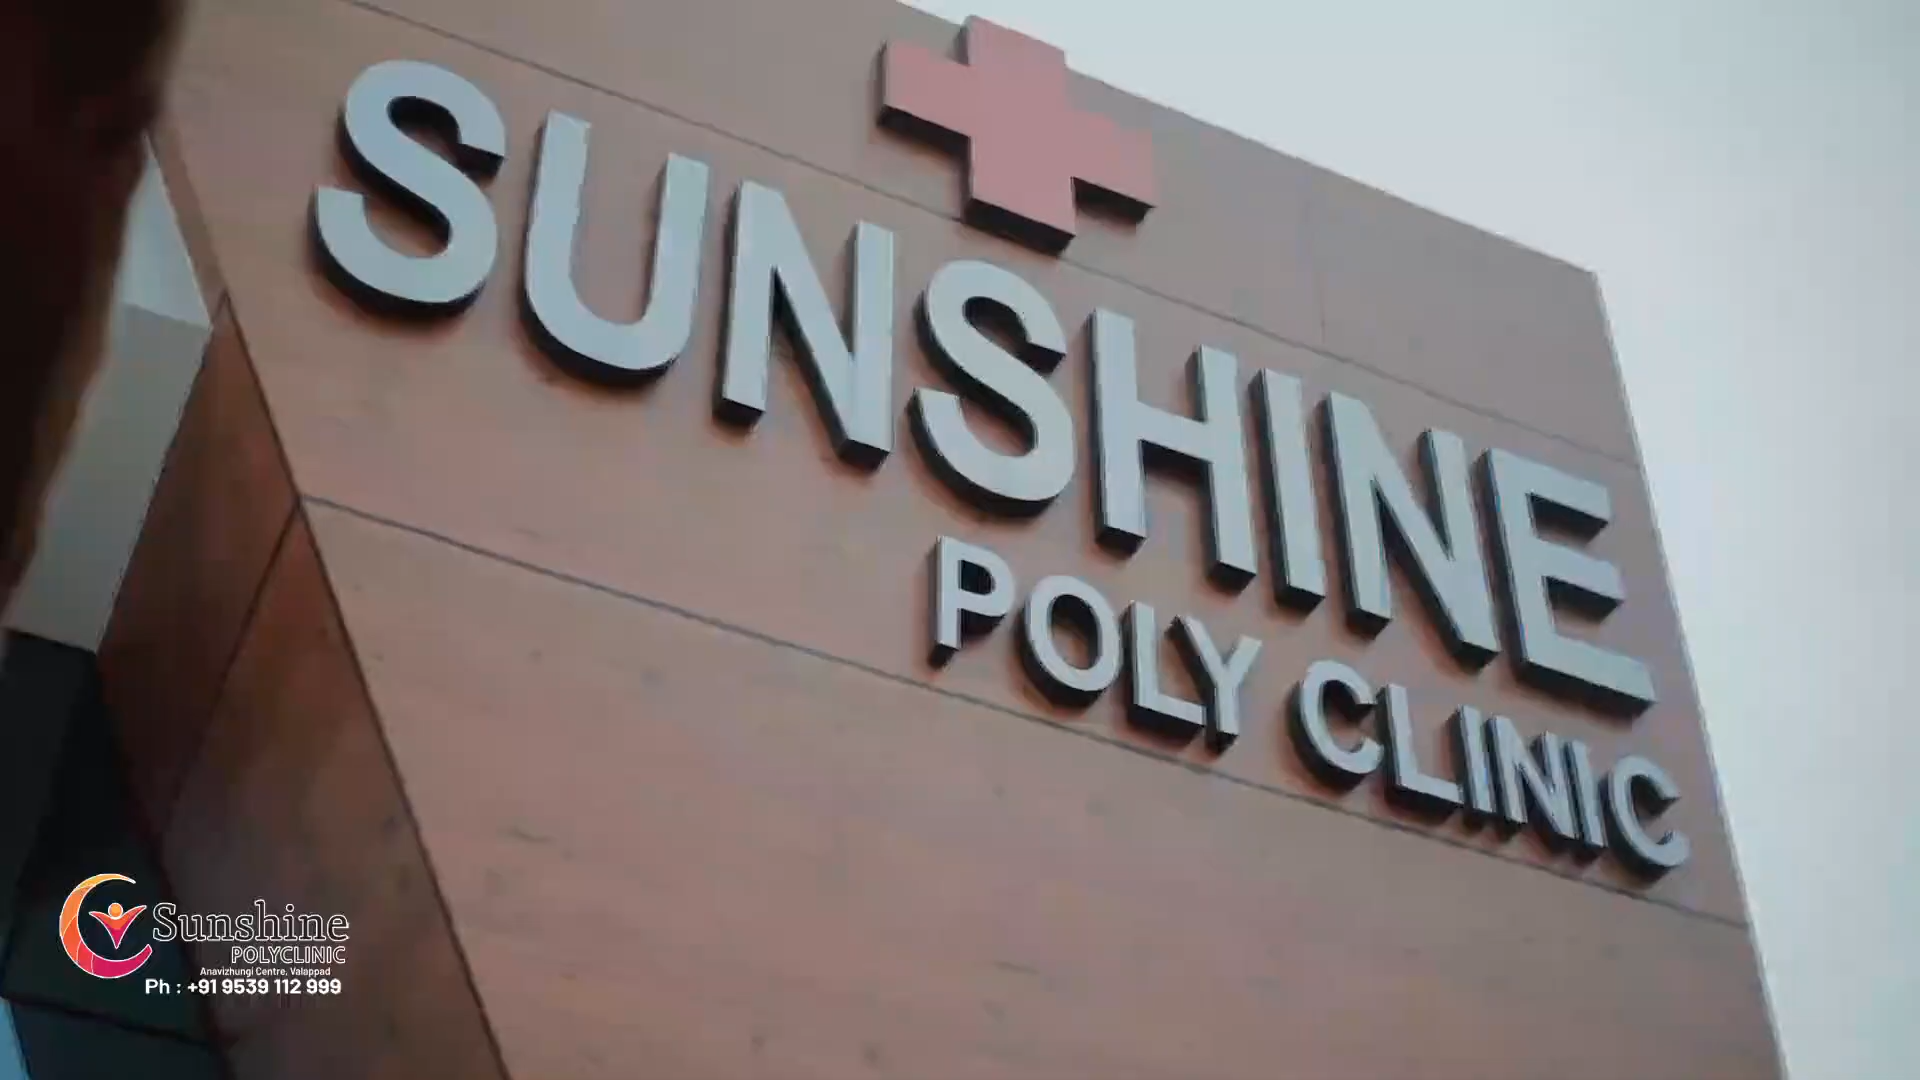 SUNSHINE
POLY CLINIC
Sunshine
POLYCLINIC
Anavizhungi Centre, Valappad
Ph : +91 9539 112 999